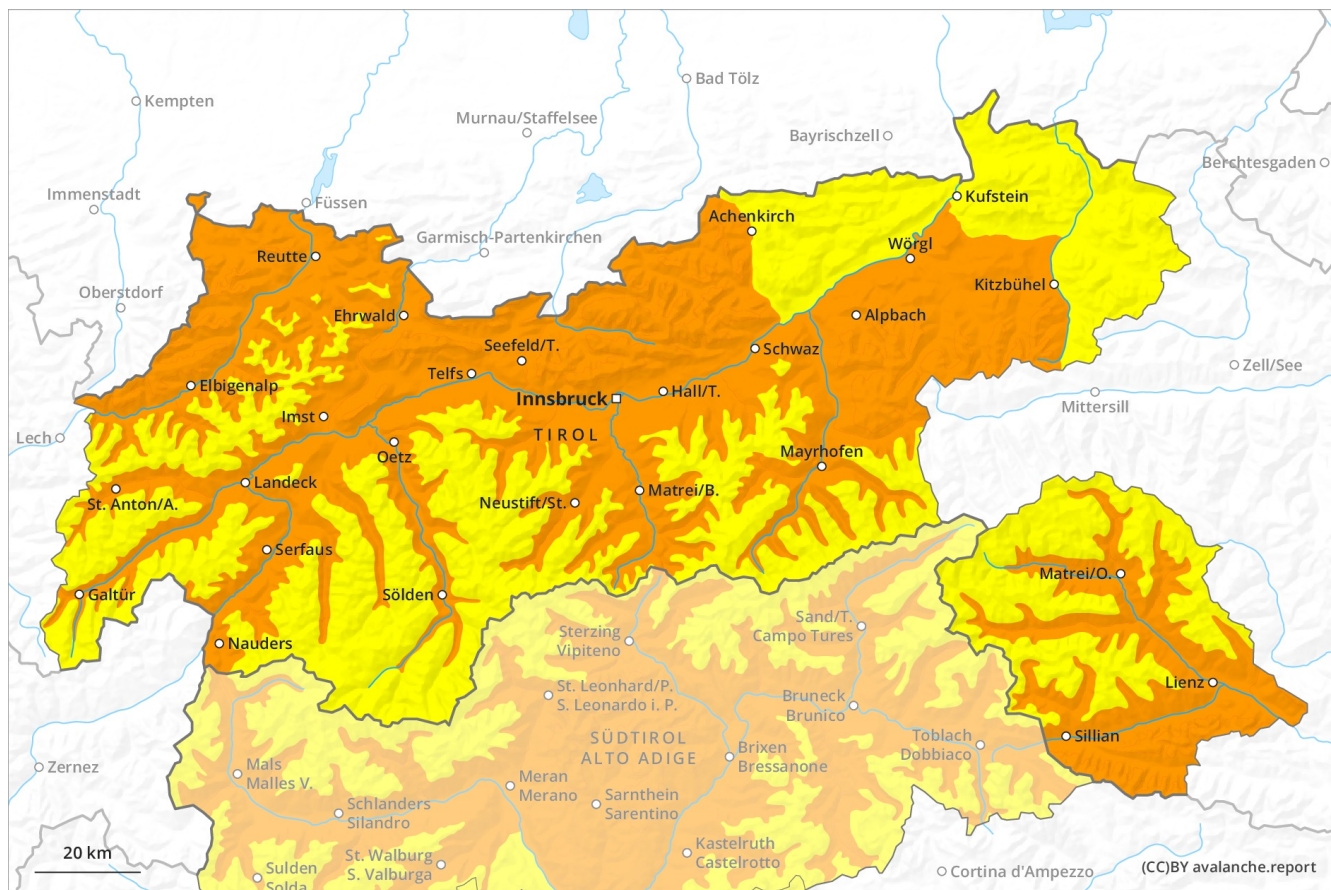 Bad Tölz
Kempten
Murnau/Staffelsee
Bayrischzell
Berchtesgaden
Immenstadt
Füssen
Kufstein
Achenkirch
Garmisch-Partenkirchen
Wörgl
Reutte
Oberstdorf
Kitzbühel
Ehrwald
Alpbach
Seefeld/T.
Schwaz
Zell/See
Telfs
Elbigenalp
Hall/T.
Innsbruck
Mittersill
Imst
TIROL
Lech
Oetz
Mayrhofen
Landeck
Matrei/B.
St. Anton/A.
Neustift/St.
Serfaus
Matrei/O.
Galtür
Sölden
Sand/T.
Campo Tures
Sterzing
Vipiteno
Nauders
Lienz
St. Leonhard/P.
S. Leonardo i. P.
Bruneck
Brunico
Sillian
SÜDTIROL
ALTO ADIGE
Toblach
Dobbiaco
Brixen
Bressanone
Zernez
Mals
Malles V.
Meran
Merano
Sarnthein
Sarentino
Schlanders
Silandro
20 km
Kastelruth
Castelrotto
St. Walburg
S. Valburga
Sulden
Solda
Cortina d'Ampezzo
(CC)BY avalanche.report